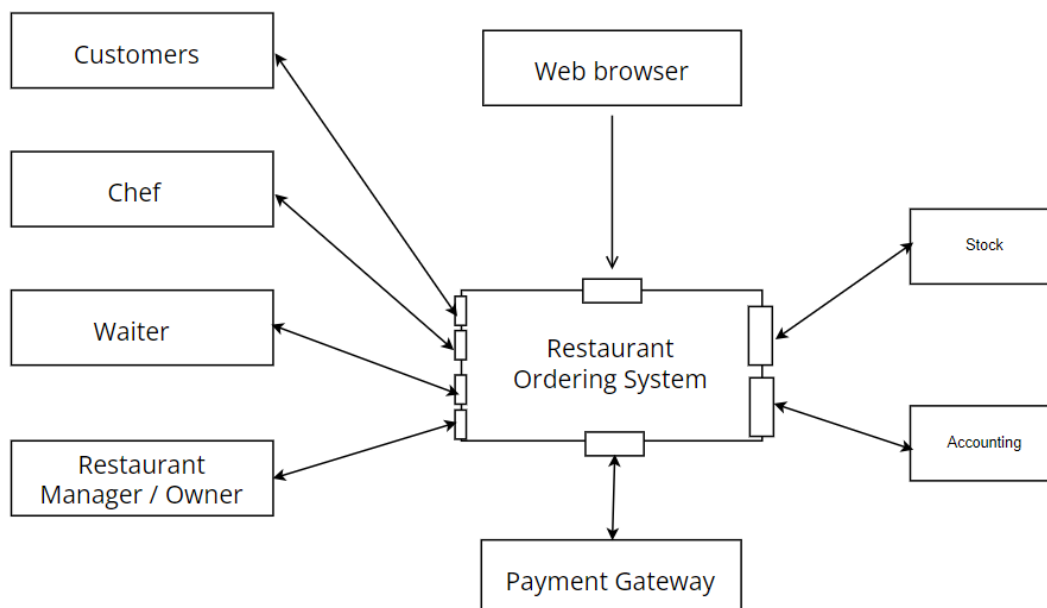 Customers
Web browser
Chef
Stock
Waiter
Restaurant
Ordering System
Restaurant
Manager / Owner
Accounting
Payment Gateway